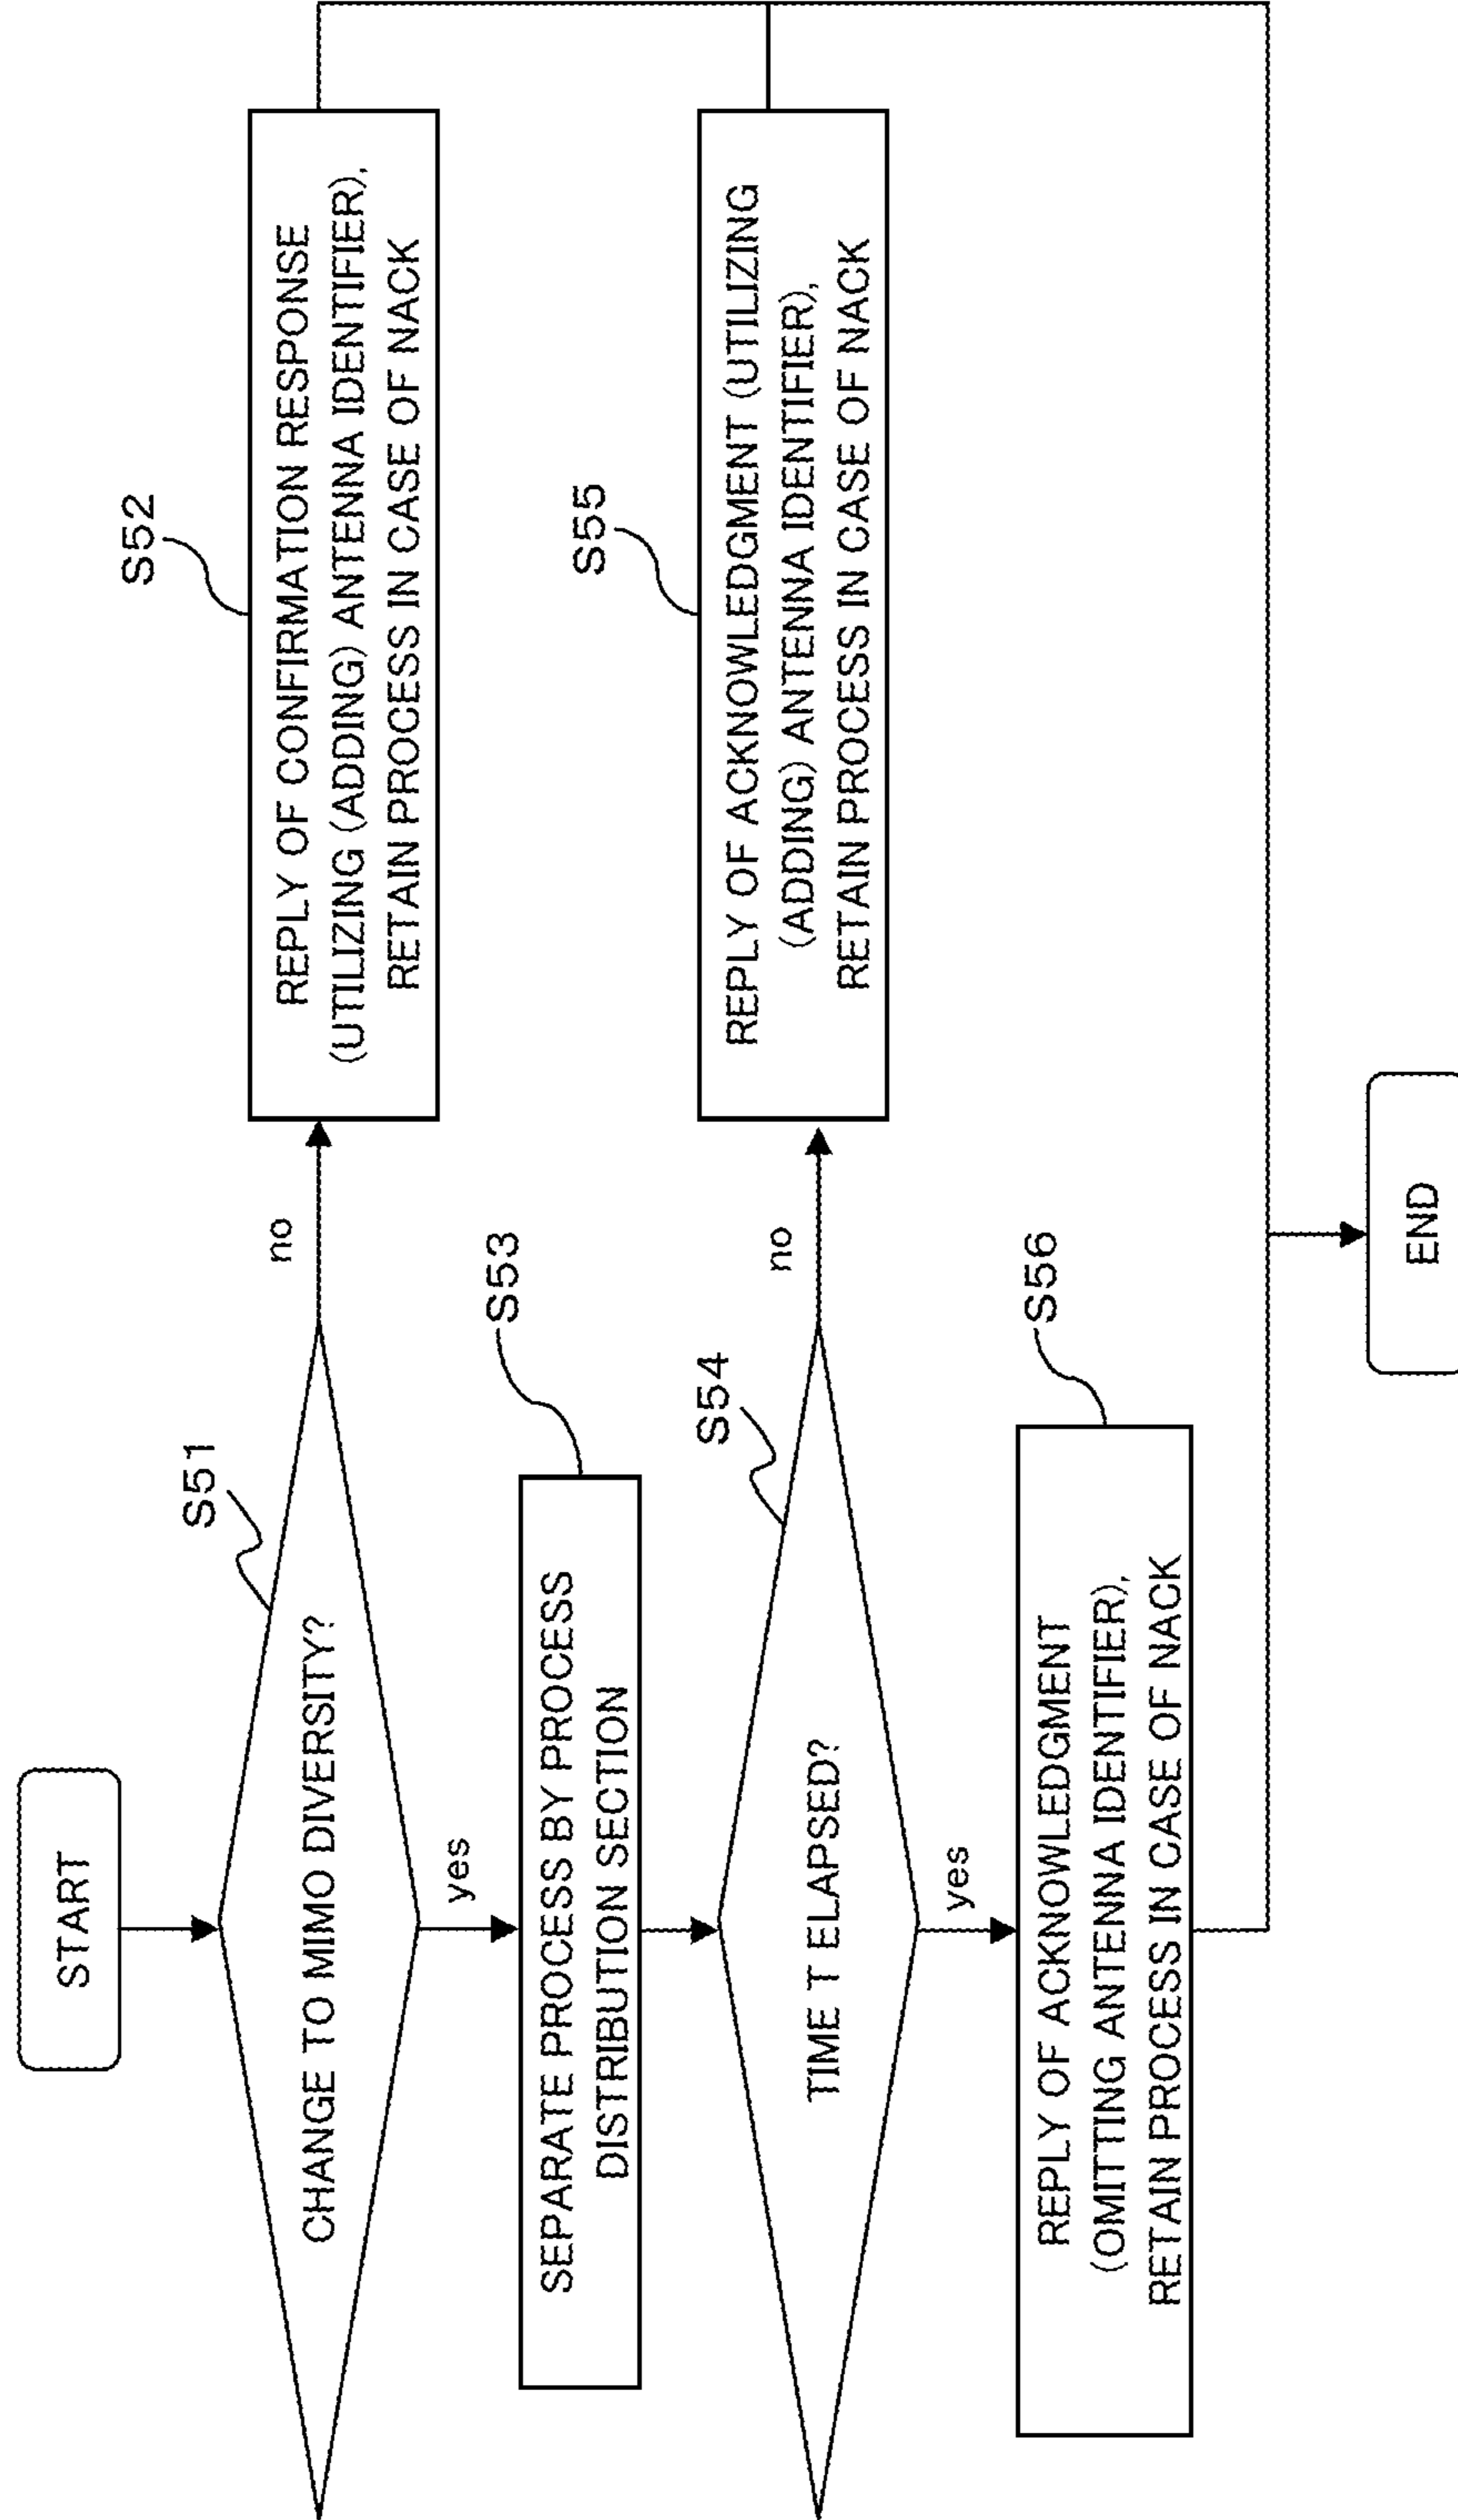 START
S51
CHANGE TO MIMO DIVERSITY?
no
S52
REPLY OF CONFIRMATION RESPONSE
(UTILIZING (ADDING) ANTENNA IDENTIFIER),
RETAIN PROCESS IN CASE OF NACK
yes
S53
SEPARATE PROCESS BY PROCESS
DISTRIBUTION SECTION
S54
TIME T ELAPSED?
no
S55
REPLY OF ACKNOWLEDGMENT (UTILIZING
(ADDING) ANTENNA IDENTIFIER),
RETAIN PROCESS IN CASE OF NACK
yes
S56
REPLY OF ACKNOWLEDGMENT
(OMITTING ANTENNA IDENTIFIER),
RETAIN PROCESS IN CASE OF NACK
END